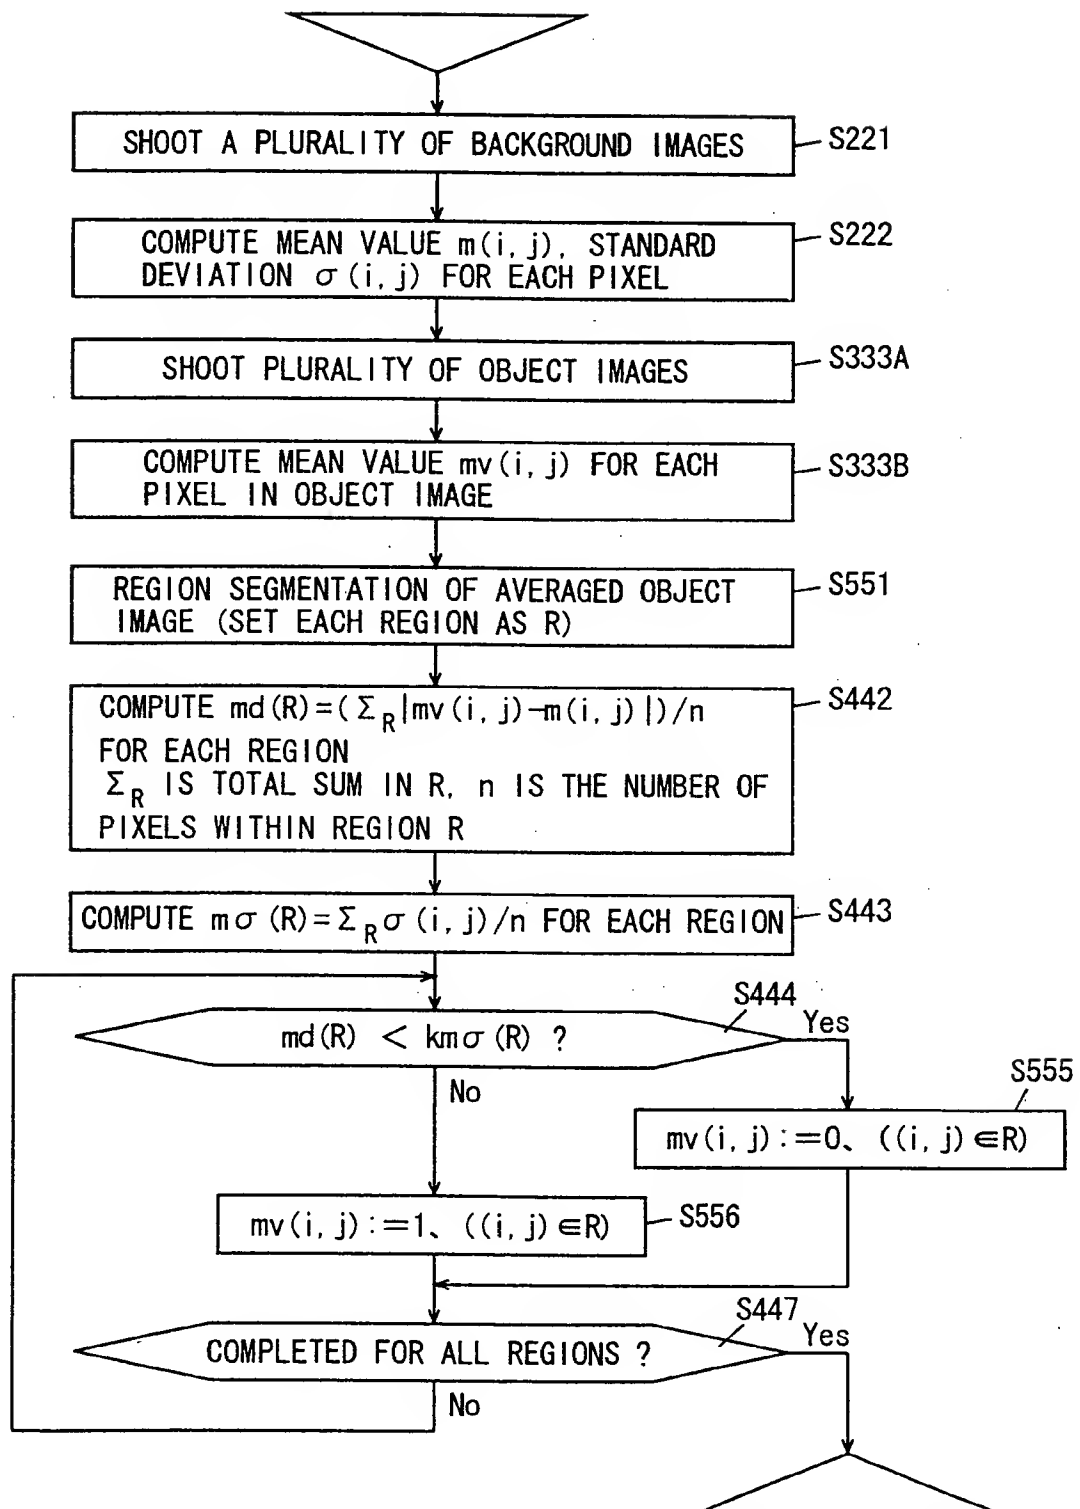 SHOOT A PLURALITY OF BACKGROUND IMAGES
S221
COMPUTE MEAN VALUE m(i, j), STANDARD
DEVIATION σ(i, j) FOR EACH PIXEL
S222
SHOOT PLURALITY OF OBJECT IMAGES
S333A
COMPUTE MEAN VALUE mv(i, j) FOR EACH
PIXEL IN OBJECT IMAGE
S333B
REGION SEGMENTATION OF AVERAGED OBJECT
IMAGE (SET EACH REGION AS R)
S551
COMPUTE md(R)=(Σ_R|mv(i, j)−m(i, j)|)/n
FOR EACH REGION
Σ_R IS TOTAL SUM IN R, n IS THE NUMBER OF
PIXELS WITHIN REGION R
S442
COMPUTE mσ(R)=Σ_Rσ(i, j)/n FOR EACH REGION
S443
S444
md(R) < kmσ(R) ?
Yes
No
S555
mv(i, j):=0、((i, j)∈R)
mv(i, j):=1、((i, j)∈R)
S556
S447
COMPLETED FOR ALL REGIONS ?
Yes
No